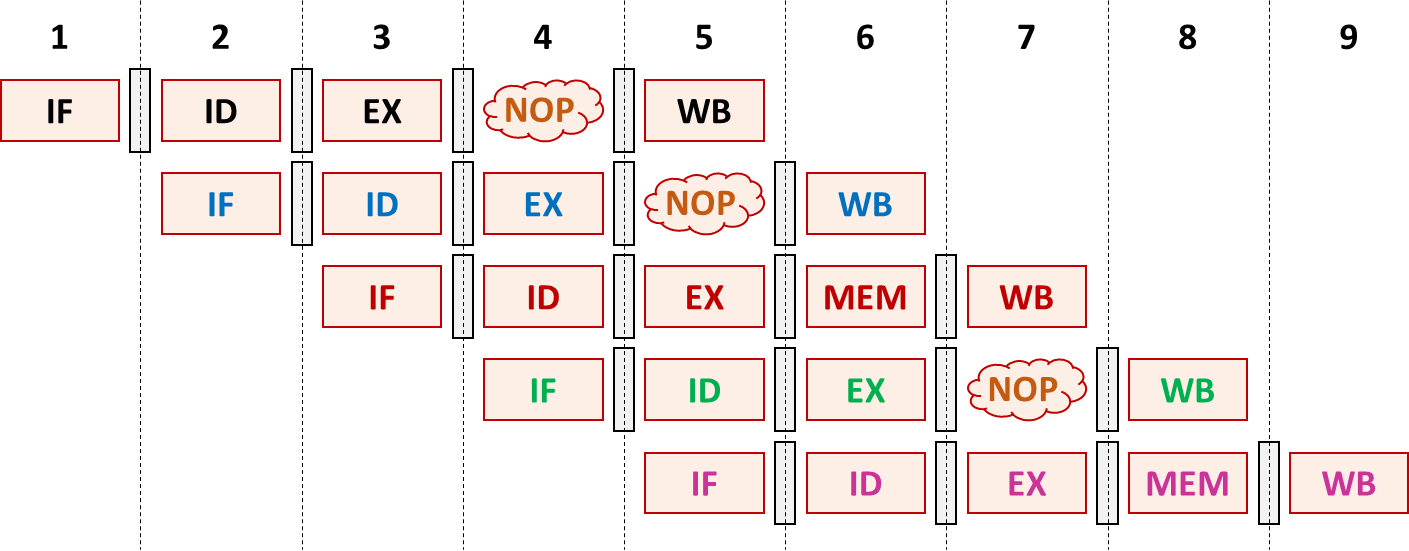 1 2 3 4 5 6 7 8 9
IF ID EX NOP WB
IF ID EX NOP WB
IF ID EX MEM WB
IF ID EX NOP WB
IF ID EX MEM WB